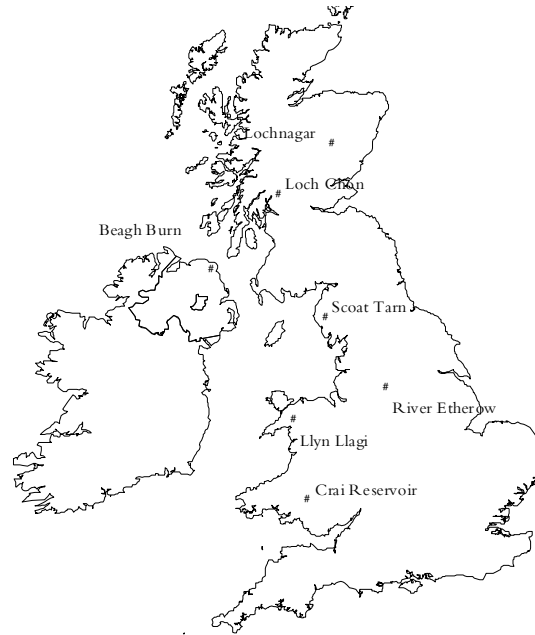 Lochnagar
#
# Loch Chon
Beagh Burn
#
Scoat Tarn
#
#
River Etherow
#
Llyn Llagi
# Crai Reservoir